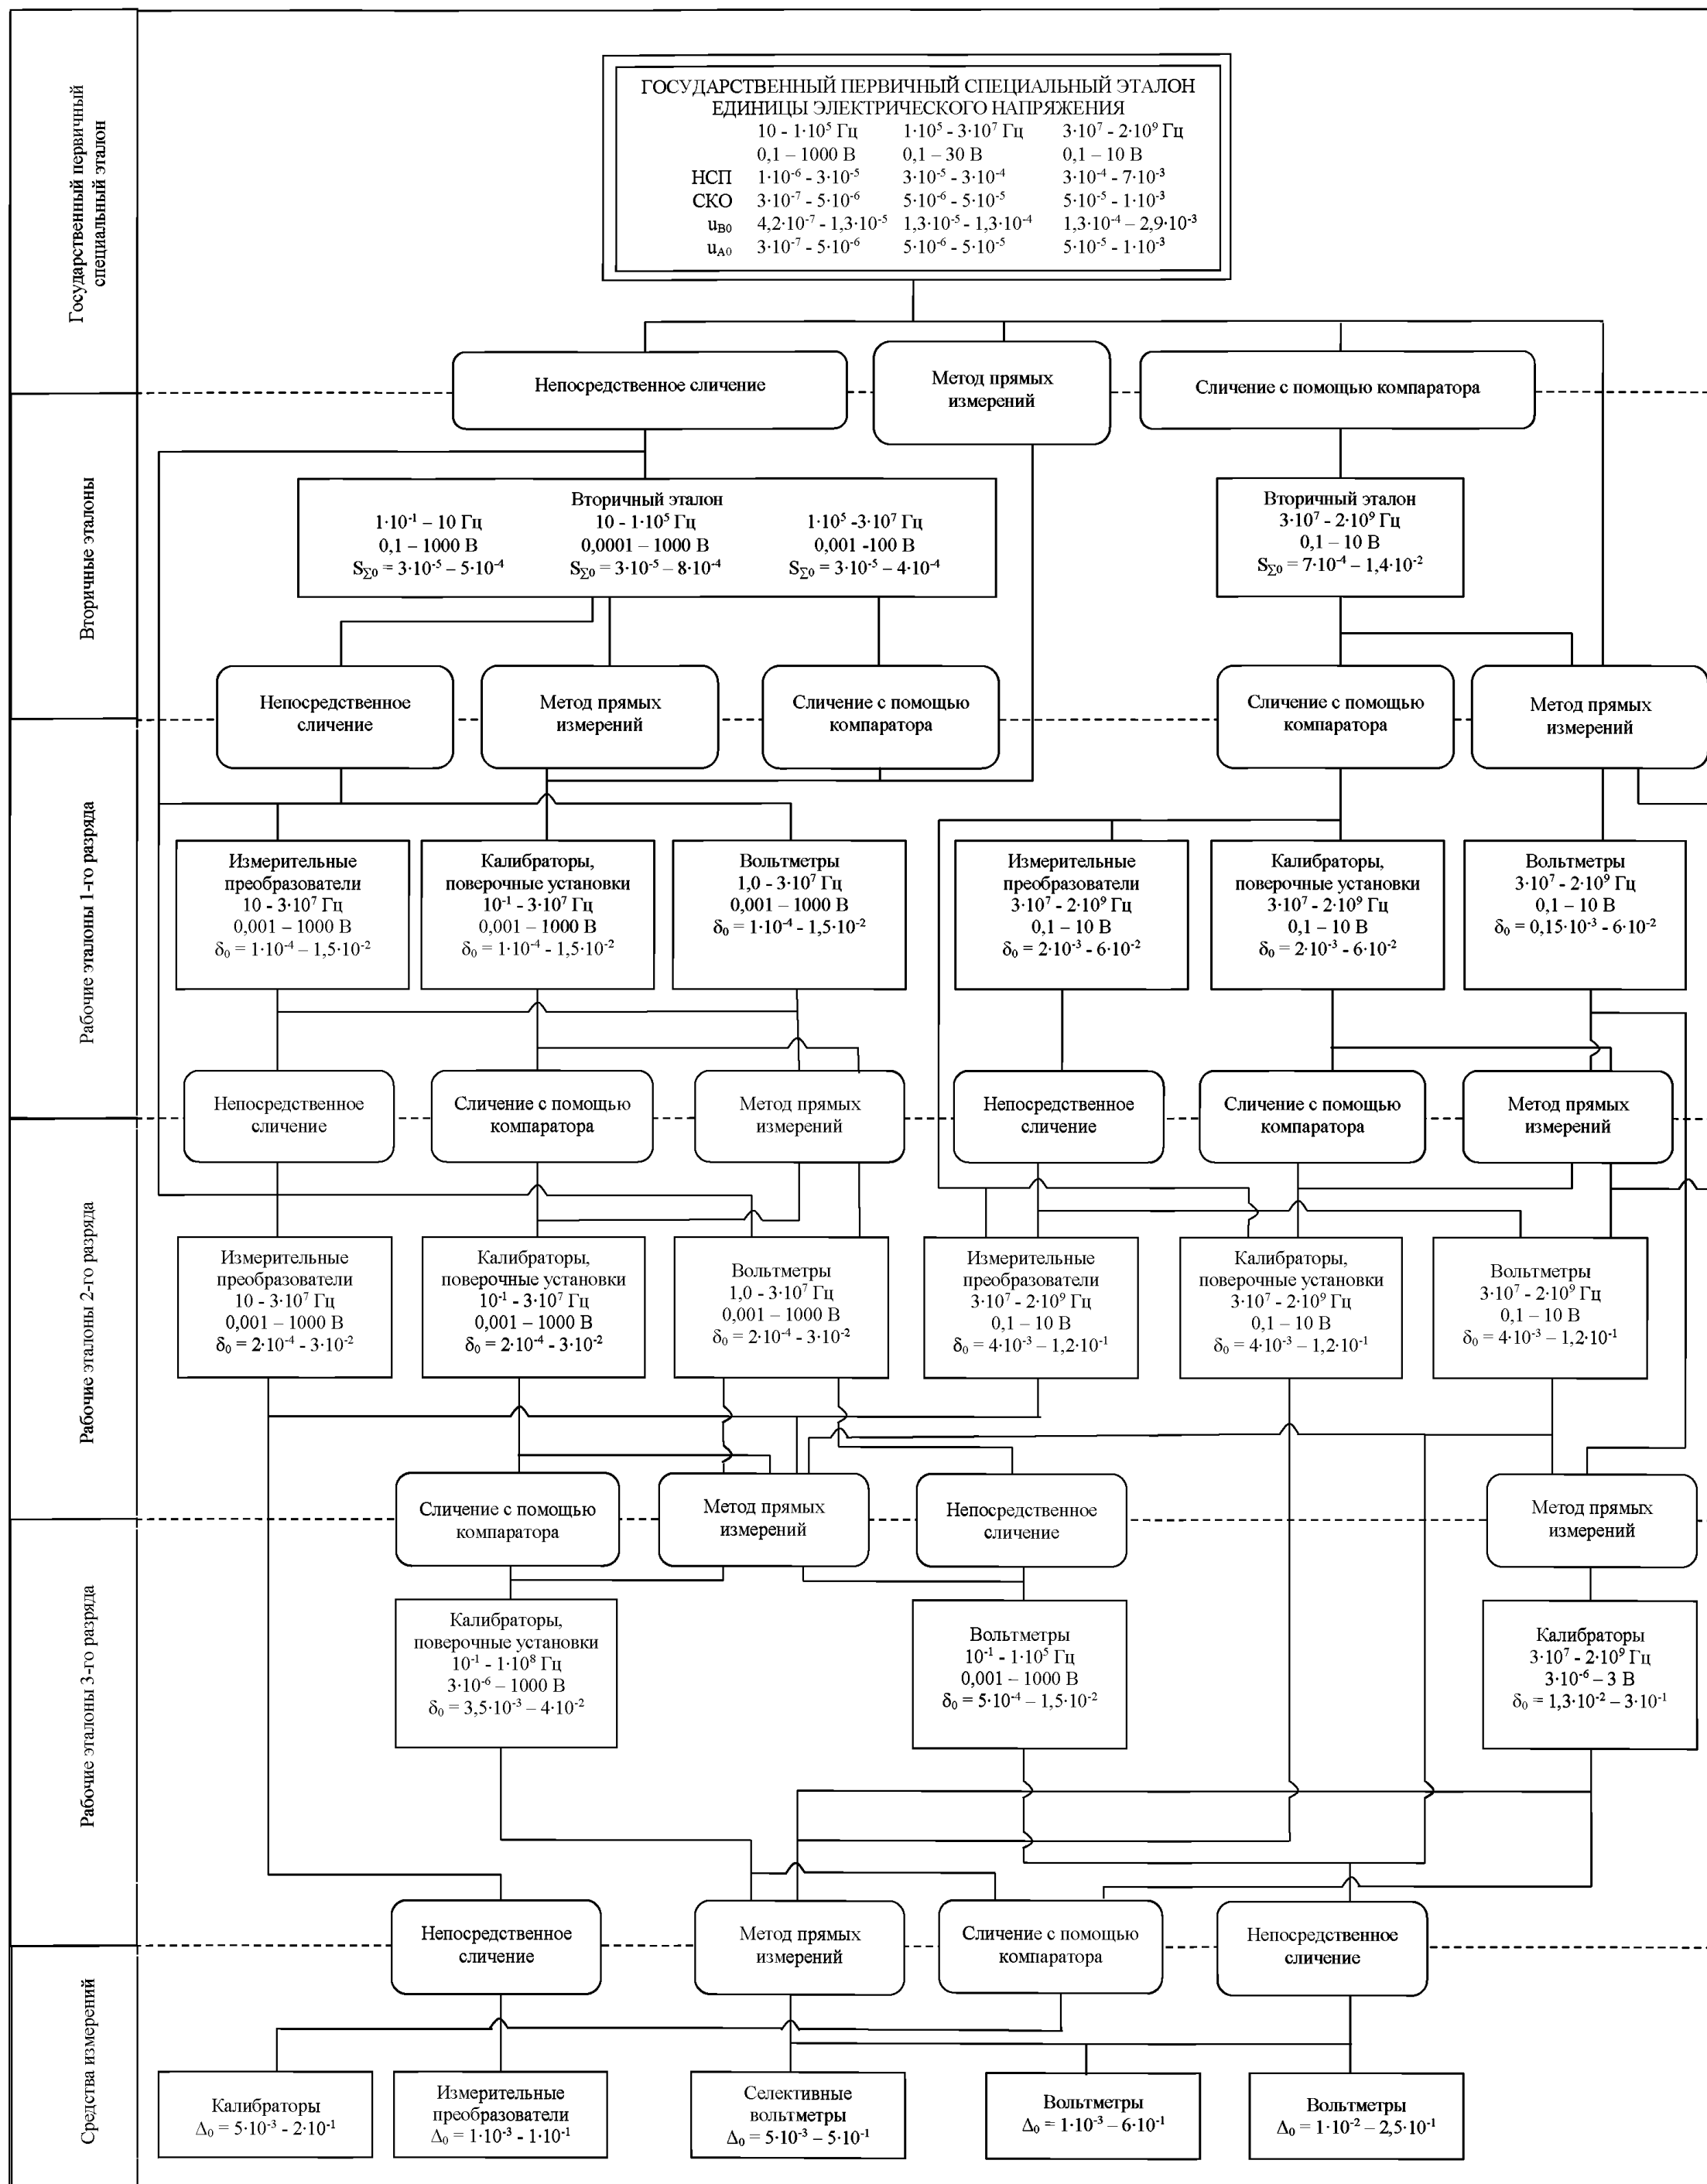 Государственный первичный
специальный эталон
ГОСУДАРСТВЕННЫЙ ПЕРВИЧНЫЙ СПЕЦИАЛЬНЫЙ ЭТАЛОН
ЕДИНИЦЫ ЭЛЕКТРИЧЕСКОГО НАПРЯЖЕНИЯ
10 - 1·10⁵ Гц 1·10⁵ - 3·10⁷ Гц 3·10⁷ - 2·10⁹ Гц
0,1 – 1000 В 0,1 – 30 В 0,1 – 10 В
НСП 1·10⁻⁶ - 3·10⁻⁵ 3·10⁻⁵ - 3·10⁻⁴ 3·10⁻⁴ - 7·10⁻³
СКО 3·10⁻⁷ - 5·10⁻⁶ 5·10⁻⁶ - 5·10⁻⁵ 5·10⁻⁵ - 1·10⁻³
u_B0 4,2·10⁻⁷ - 1,3·10⁻⁵ 1,3·10⁻⁵ - 1,3·10⁻⁴ 1,3·10⁻⁴ – 2,9·10⁻³
u_A0 3·10⁻⁷ - 5·10⁻⁶ 5·10⁻⁶ - 5·10⁻⁵ 5·10⁻⁵ - 1·10⁻³
Непосредственное сличение
Метод прямых
измерений
Сличение с помощью компаратора
Вторичные эталоны
Вторичный эталон
1·10⁻¹ – 10 Гц 10 - 1·10⁵ Гц 1·10⁵ -3·10⁷ Гц
0,1 – 1000 В 0,0001 – 1000 В 0,001 -100 В
S_Σ0 = 3·10⁻⁵ – 5·10⁻⁴ S_Σ0 = 3·10⁻⁵ – 8·10⁻⁴ S_Σ0 = 3·10⁻⁵ – 4·10⁻⁴
Вторичный эталон
3·10⁷ - 2·10⁹ Гц
0,1 – 10 В
S_Σ0 = 7·10⁻⁴ – 1,4·10⁻²
Непосредственное
сличение
Метод прямых
измерений
Сличение с помощью
компаратора
Сличение с помощью
компаратора
Метод прямых
измерений
Рабочие эталоны 1-го разряда
Измерительные
преобразователи
10 - 3·10⁷ Гц
0,001 – 1000 В
δ₀ = 1·10⁻⁴ – 1,5·10⁻²
Калибраторы,
поверочные установки
10⁻¹ - 3·10⁷ Гц
0,001 – 1000 В
δ₀ = 1·10⁻⁴ - 1,5·10⁻²
Вольтметры
1,0 - 3·10⁷ Гц
0,001 – 1000 В
δ₀ = 1·10⁻⁴ - 1,5·10⁻²
Измерительные
преобразователи
3·10⁷ - 2·10⁹ Гц
0,1 – 10 В
δ₀ = 2·10⁻³ - 6·10⁻²
Калибраторы,
поверочные установки
3·10⁷ - 2·10⁹ Гц
0,1 – 10 В
δ₀ = 2·10⁻³ - 6·10⁻²
Вольтметры
3·10⁷ - 2·10⁹ Гц
0,1 – 10 В
δ₀ = 0,15·10⁻³ - 6·10⁻²
Непосредственное
сличение
Сличение с помощью
компаратора
Метод прямых
измерений
Непосредственное
сличение
Сличение с помощью
компаратора
Метод прямых
измерений
Рабочие эталоны 2-го разряда
Измерительные
преобразователи
10 - 3·10⁷ Гц
0,001 – 1000 В
δ₀ = 2·10⁻⁴ - 3·10⁻²
Калибраторы,
поверочные установки
10⁻¹ - 3·10⁷ Гц
0,001 – 1000 В
δ₀ = 2·10⁻⁴ - 3·10⁻²
Вольтметры
1,0 - 3·10⁷ Гц
0,001 – 1000 В
δ₀ = 2·10⁻⁴ - 3·10⁻²
Измерительные
преобразователи
3·10⁷ - 2·10⁹ Гц
0,1 – 10 В
δ₀ = 4·10⁻³ – 1,2·10⁻¹
Калибраторы,
поверочные установки
3·10⁷ - 2·10⁹ Гц
0,1 – 10 В
δ₀ = 4·10⁻³ – 1,2·10⁻¹
Вольтметры
3·10⁷ - 2·10⁹ Гц
0,1 – 10 В
δ₀ = 4·10⁻³ – 1,2·10⁻¹
Сличение с помощью
компаратора
Метод прямых
измерений
Непосредственное
сличение
Метод прямых
измерений
Рабочие эталоны 3-го разряда
Калибраторы,
поверочные установки
10⁻¹ - 1·10⁸ Гц
3·10⁻⁶ – 1000 В
δ₀ = 3,5·10⁻³ – 4·10⁻²
Вольтметры
10⁻¹ - 1·10⁵ Гц
0,001 – 1000 В
δ₀ = 5·10⁻⁴ – 1,5·10⁻²
Калибраторы
3·10⁷ - 2·10⁹ Гц
3·10⁻⁶ – 3 В
δ₀ = 1,3·10⁻² – 3·10⁻¹
Непосредственное
сличение
Метод прямых
измерений
Сличение с помощью
компаратора
Непосредственное
сличение
Средства измерений
Калибраторы
Δ₀ = 5·10⁻³ - 2·10⁻¹
Измерительные
преобразователи
Δ₀ = 1·10⁻³ - 1·10⁻¹
Селективные
вольтметры
Δ₀ = 5·10⁻³ – 5·10⁻¹
Вольтметры
Δ₀ = 1·10⁻³ – 6·10⁻¹
Вольтметры
Δ₀ = 1·10⁻² – 2,5·10⁻¹